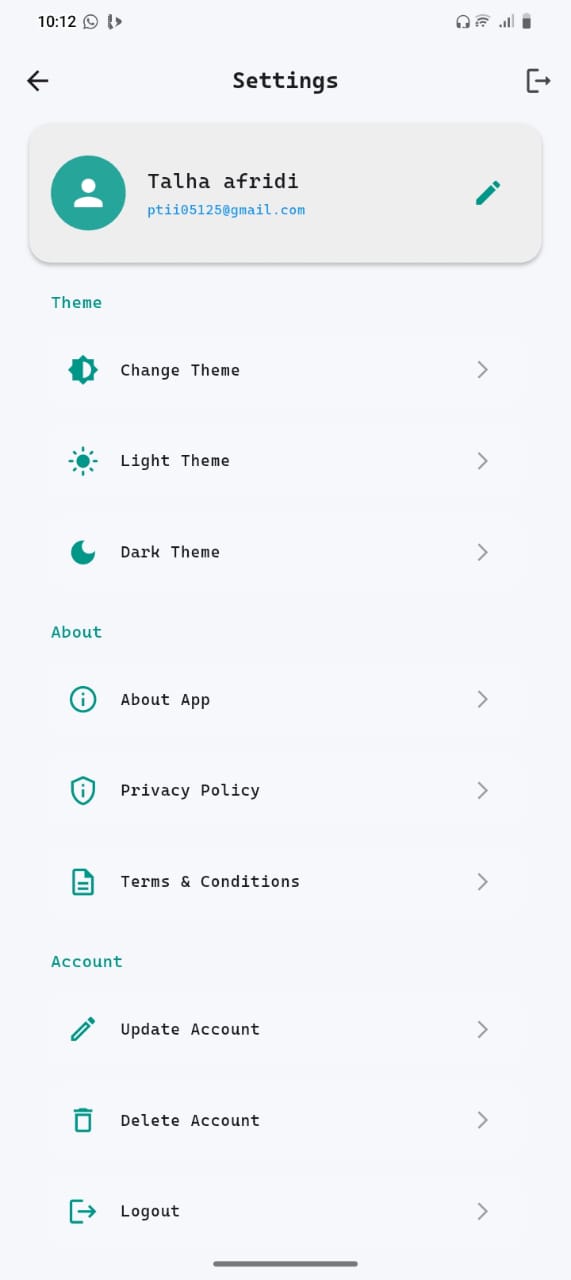 10:12
Settings
Talha afridi
ptii05125@gmail.com
Theme
Change Theme
Light Theme
Dark Theme
About
About App
Privacy Policy
Terms & Conditions
Account
Update Account
Delete Account
Logout